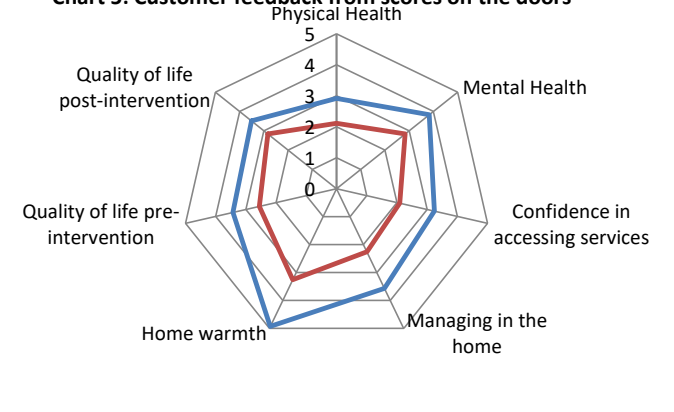 Chart 3: Customer feedback from scores on the doors
Physical Health
5
4
3
2
1
0
Mental Health
Confidence in
accessing services
Managing in the
home
Home warmth
Quality of life pre-
intervention
Quality of life
post-intervention